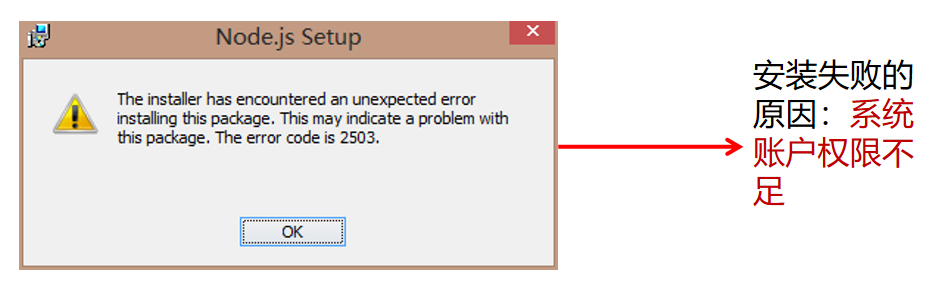 Node.js Setup
The installer has encountered an unexpected error
installing this package. This may indicate a problem with
this package. The error code is 2503.
OK
安装失败的
原因：系统
账户权限不
足